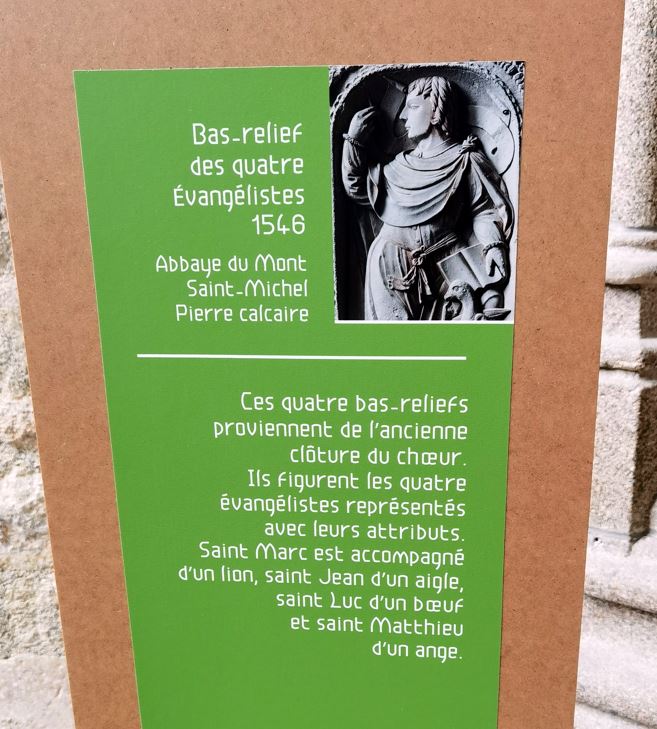 Bas-relief
des quatre
Évangélistes
1546
Abbaye du Mont
Saint-Michel
Pierre calcaire
Ces quatre bas-reliefs
proviennent de l'ancienne
clôture du chœur.
Ils figurent les quatre
évangélistes représentés
avec leurs attributs.
Saint Marc est accompagné
d'un lion, saint Jean d'un aigle,
saint Luc d'un bœuf
et saint Matthieu
d'un ange.